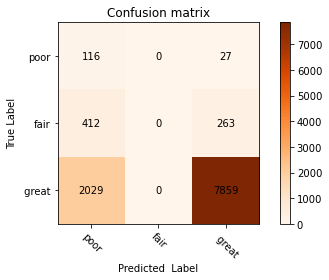 Confusion matrix
True Label
poor 116 0 27
fair 412 0 263
great 2029 0 7859
poor fair great
Predicted Label
7000
6000
5000
4000
3000
2000
1000
0